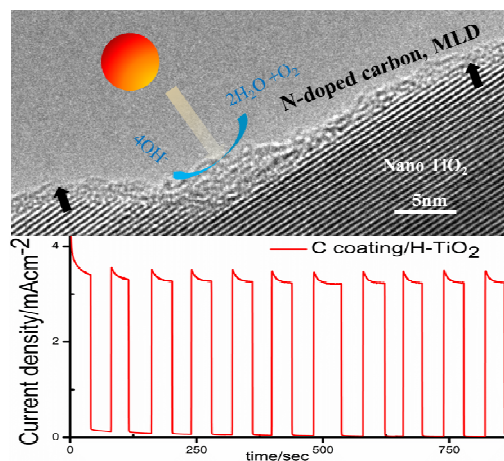 N-doped carbon, MLD
2H2O+O2
4OH-
Nano TiO2
5nm
C coating/H-TiO2
Current density/mAcm-2
4
2
0
0
250
500
750
time/sec